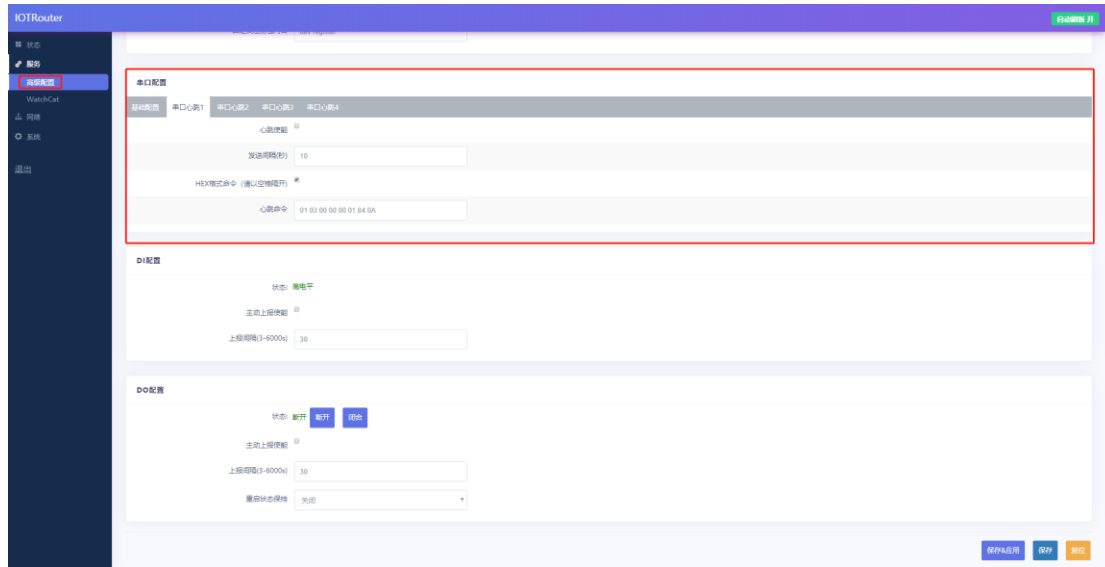 IOTRouter
自动刷新 开
状态
服务
高级配置
WatchCat
网络
系统
退出
串口配置
基础配置 串口心跳1 串口心跳2 串口心跳3 串口心跳4
心跳使能
发送间隔(秒) 10
HEX格式命令（请以空格隔开）
心跳命令 01 03 00 00 00 01 84 0A
DI配置
状态: 高电平
主动上报使能
上报间隔(3-6000s) 30
DO配置
状态: 断开 断开 闭合
主动上报使能
上报间隔(3-6000s) 30
重启状态保持 关闭
保存&应用 保存 复位